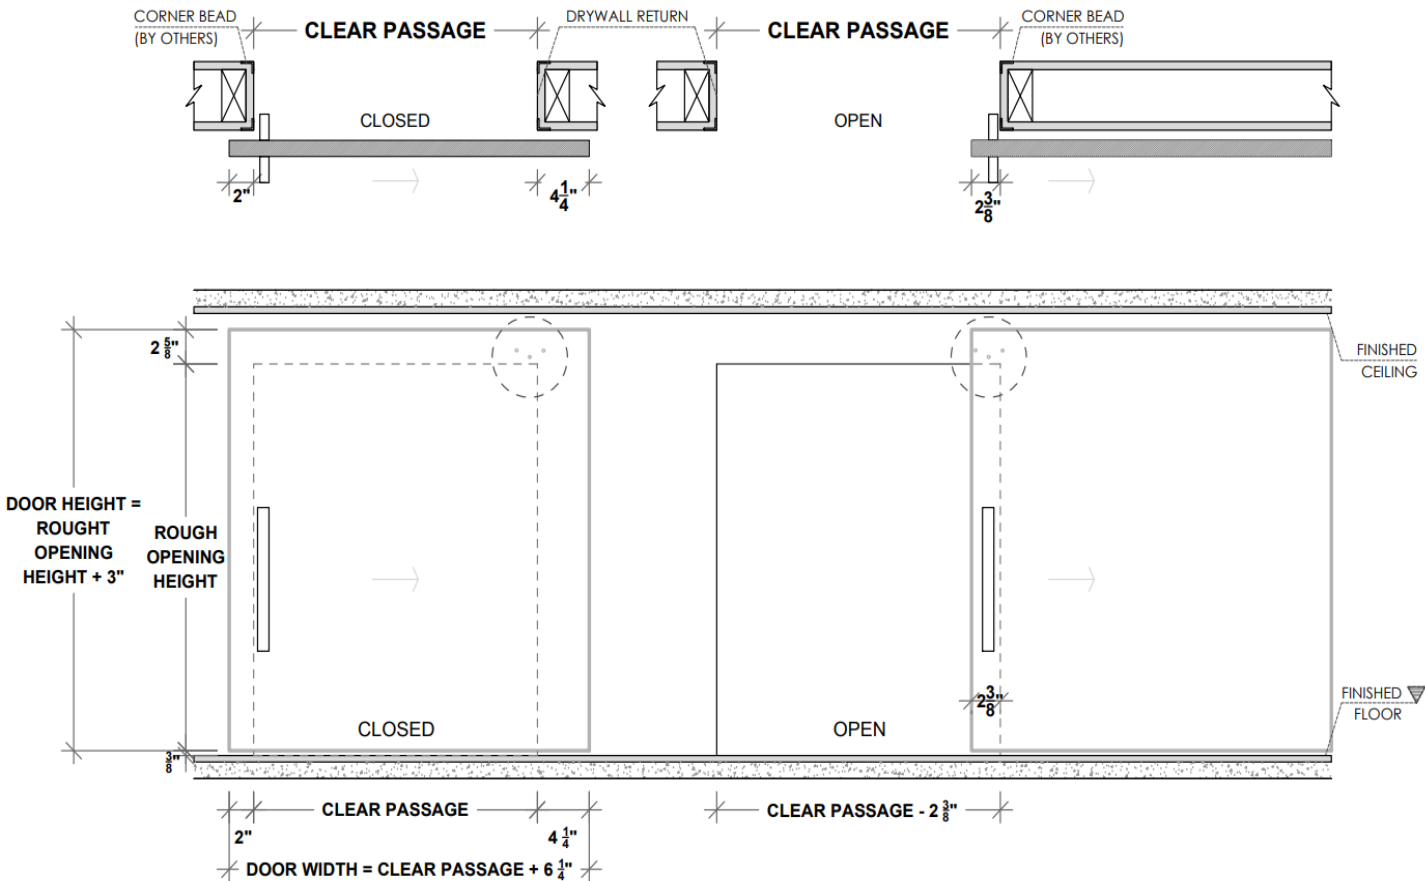 CORNER BEAD
(BY OTHERS)
CLEAR PASSAGE
DRYWALL RETURN
CLEAR PASSAGE
CORNER BEAD
(BY OTHERS)
CLOSED
OPEN
2"
4 1/4"
2 3/8"
2 5/8"
FINISHED
CEILING
DOOR HEIGHT =
ROUGHT
OPENING
HEIGHT + 3"
ROUGH
OPENING
HEIGHT
2 3/8"
FINISHED
FLOOR
CLOSED
OPEN
3/8"
CLEAR PASSAGE
CLEAR PASSAGE - 2 3/8"
2"
4 1/4"
DOOR WIDTH = CLEAR PASSAGE + 6 1/4"